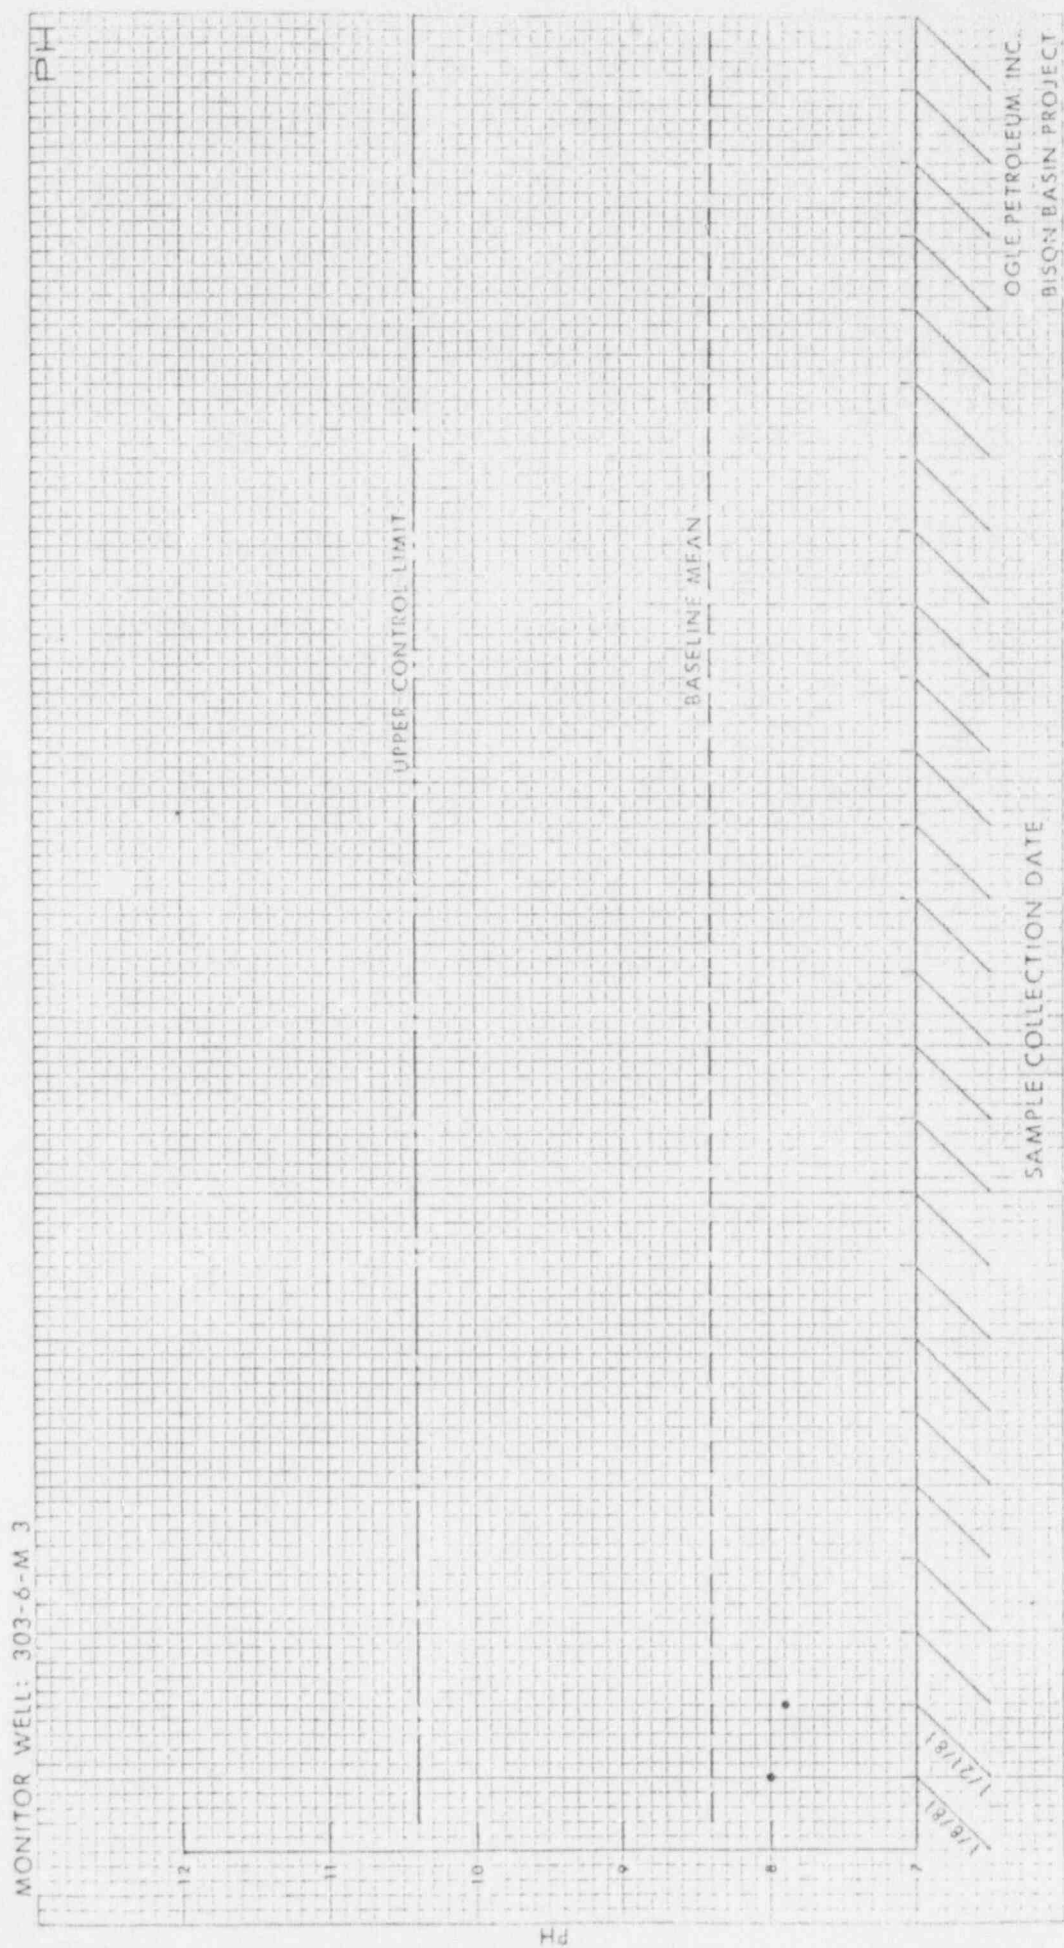 MONITOR WELL: 303-6-M 3
PH
PH
12
11
UPPER CONTROL LIMIT
10
9
BASELINE MEAN
8
7
1/8/81
1/21/81
SAMPLE COLLECTION DATE
OGLE PETROLEUM INC.
BISON BASIN PROJECT